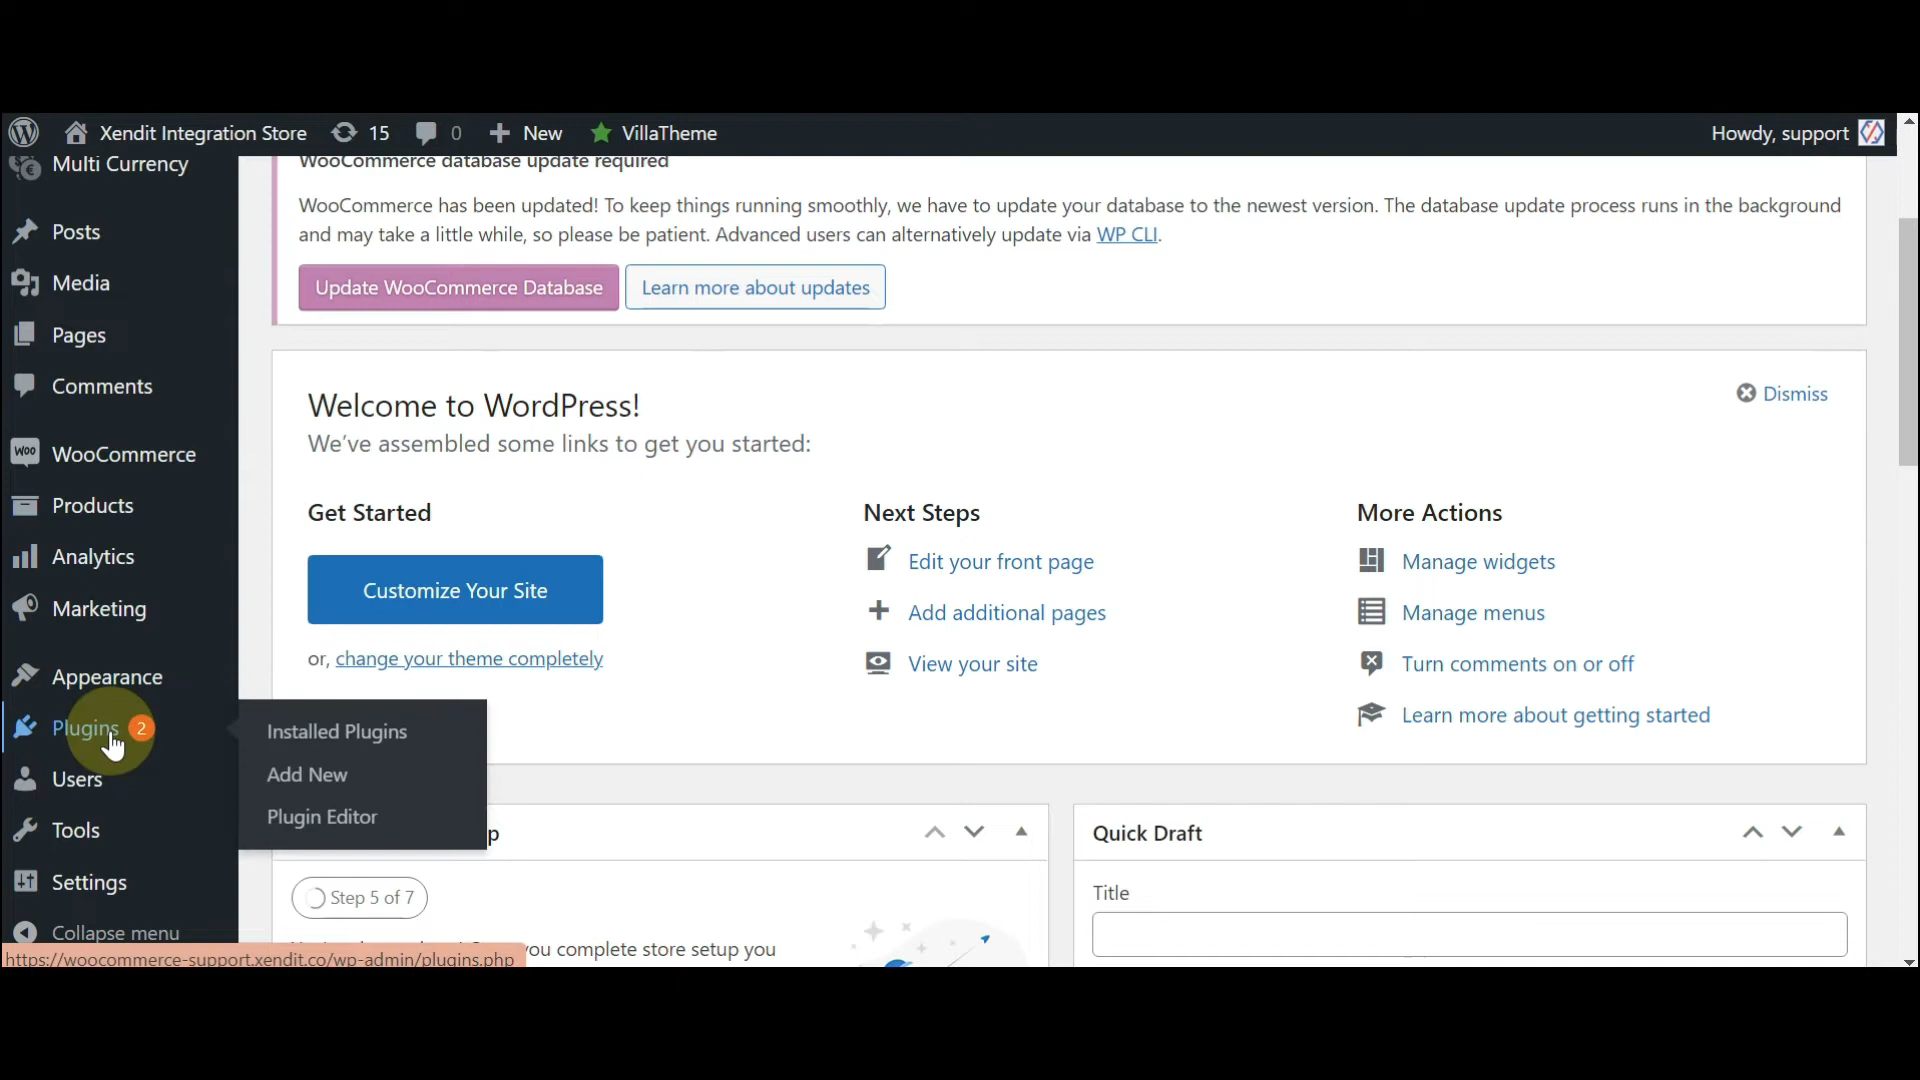 Xendit Integration Store 15 0 New VillaTheme Howdy, support
Multi Currency
Posts
Media
Pages
Comments
WOO WooCommerce
Products
Analytics
Marketing
Appearance
Plugins 2
Users
Tools
Settings
Collapse menu
Installed Plugins
Add New
Plugin Editor
https://woocommerce-support.xendit.co/wp-admin/plugins.php
WooCommerce database update required
WooCommerce has been updated! To keep things running smoothly, we have to update your database to the newest version. The database update process runs in the background
and may take a little while, so please be patient. Advanced users can alternatively update via WP CLI.
Update WooCommerce Database Learn more about updates
Welcome to WordPress!
Dismiss
We've assembled some links to get you started:
Get Started
Customize Your Site
or, change your theme completely
Next Steps
Edit your front page
Add additional pages
View your site
More Actions
Manage widgets
Manage menus
Turn comments on or off
Learn more about getting started
p
Step 5 of 7
you complete store setup you
Quick Draft
Title